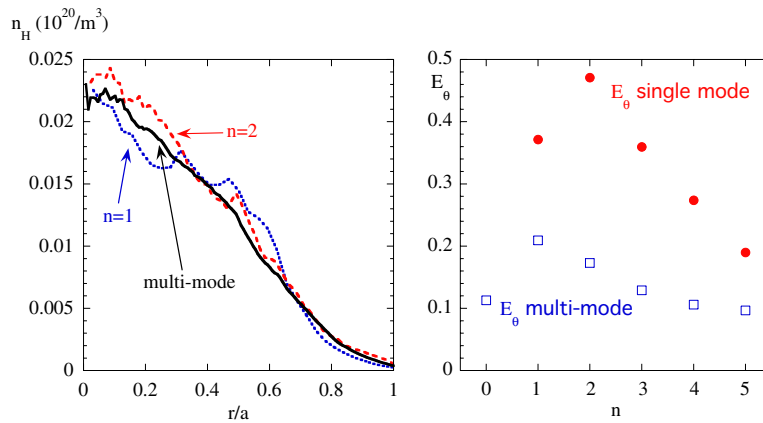 n_H (10^20/m^3)
0.025
0.02
0.015
0.01
0.005
0
n=2
n=1
multi-mode
0 0.2 0.4 0.6 0.8 1
r/a
0.5
0.4
0.3
0.2
0.1
0
E_θ
E_θ single mode
E_θ multi-mode
0 1 2 3 4 5
n